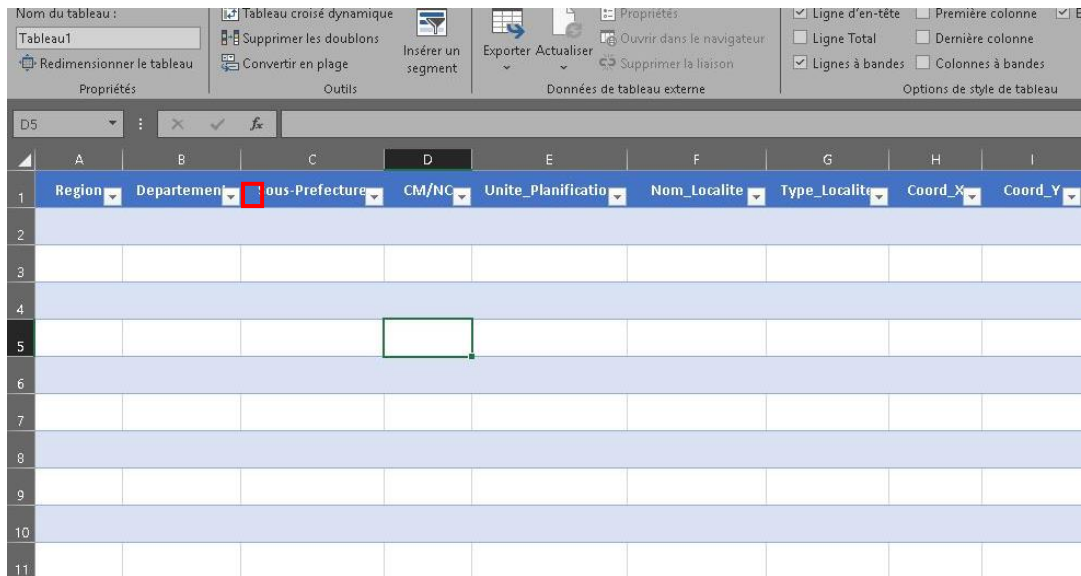 Nom du tableau :
Tableau1
Redimensionner le tableau
Propriétés
Tableau croisé dynamique
Supprimer les doublons
Convertir en plage
Outils
Insérer un
segment
Exporter Actualiser
Propriétés
Ouvrir dans le navigateur
Supprimer la liaison
Données de tableau externe
Ligne d'en-tête
Première colonne
Ligne Total
Dernière colonne
Lignes à bandes
Colonnes à bandes
Options de style de tableau
D5
fx
A B C D E F G H I
1 Region Departement Sous-Prefecture CM/NC Unite_Planificatio Nom_Localite Type_Localite Coord_X Coord_Y
2
3
4
5
6
7
8
9
10
11